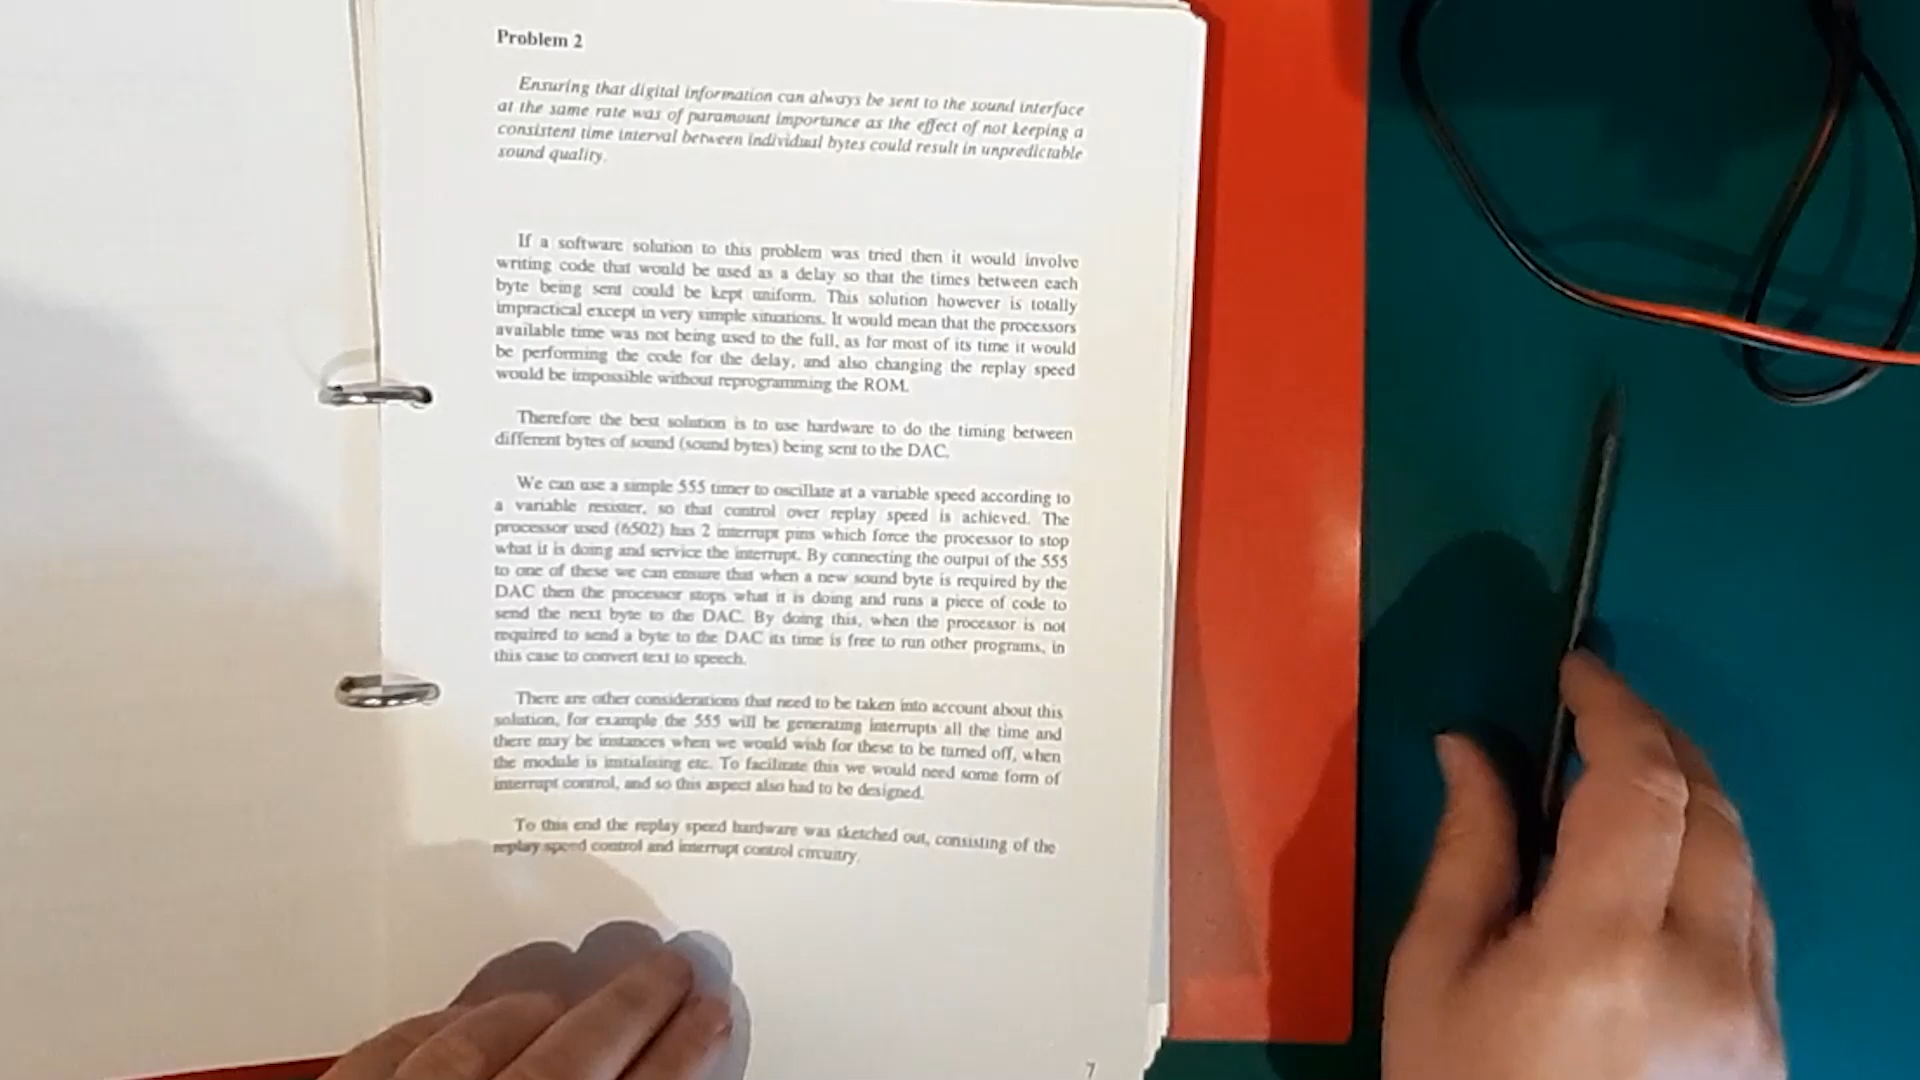 Problem 2
Ensuring that digital information can always be sent to the sound interface
at the same rate was of paramount importance as the effect of not keeping a
consistent time interval between individual bytes could result in unpredictable
sound quality.
If a software solution to this problem was tried then it would involve
writing code that would be used as a delay so that the times between each
byte being sent could be kept uniform. This solution however is totally
impractical except in very simple situations. It would mean that the processors
available time was not being used to the full, as for most of its time it would
be performing the code for the delay, and also changing the replay speed
would be impossible without reprogramming the ROM.
Therefore the best solution is to use hardware to do the timing between
different bytes of sound (sound bytes) being sent to the DAC.
We can use a simple 555 timer to oscillate at a variable speed according to
a variable resister, so that control over replay speed is achieved. The
processor used (6502) has 2 interrupt pins which force the processor to stop
what it is doing and service the interrupt. By connecting the output of the 555
to one of these we can ensure that when a new sound byte is required by the
DAC then the processor stops what it is doing and runs a piece of code to
send the next byte to the DAC. By doing this, when the processor is not
required to send a byte to the DAC its time is free to run other programs, in
this case to convert text to speech.
There are other considerations that need to be taken into account about this
solution, for example the 555 will be generating interrupts all the time and
there may be instances when we would wish for these to be turned off, when
the module is initialising etc. To facilitate this we would need some form of
interrupt control, and so this aspect also had to be designed.
To this end the replay speed hardware was sketched out, consisting of the
replay speed control and interrupt control circuitry.
7